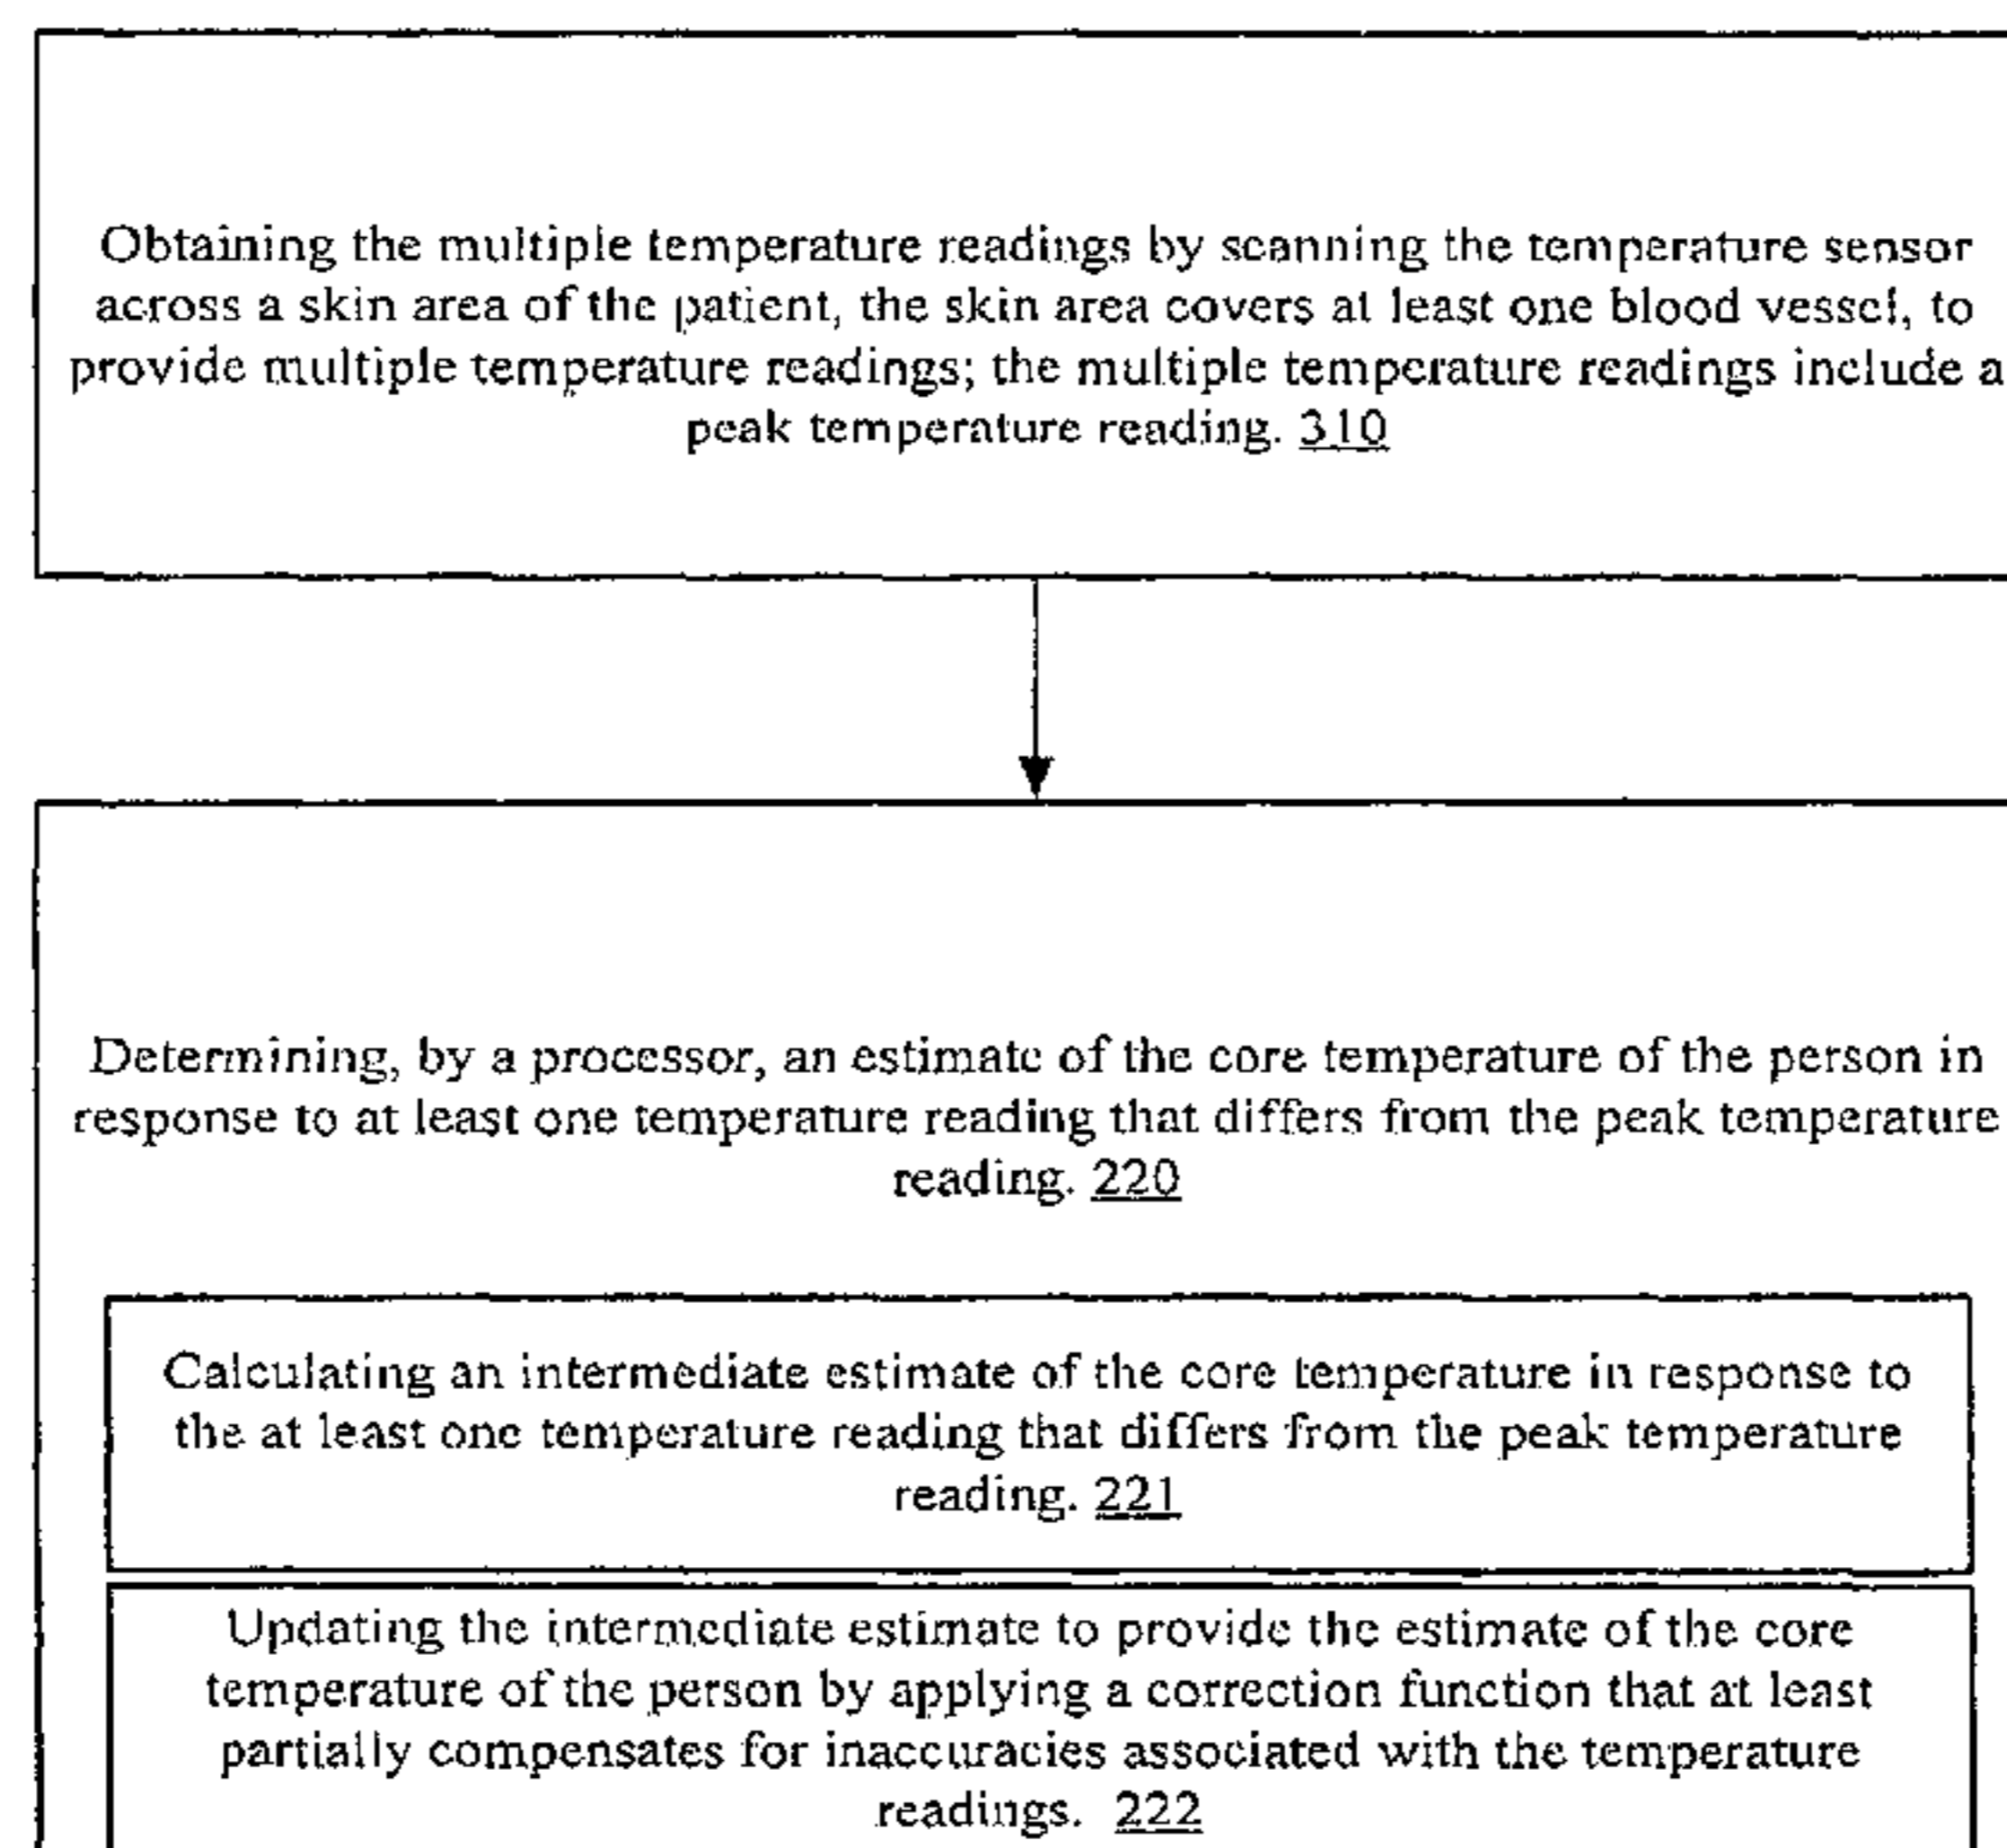 Obtaining the multiple temperature readings by scanning the temperature sensor
across a skin area of the patient, the skin area covers at least one blood vessel, to
provide multiple temperature readings; the multiple temperature readings include a
peak temperature reading. 310
Determining, by a processor, an estimate of the core temperature of the person in
response to at least one temperature reading that differs from the peak temperature
reading. 220
Calculating an intermediate estimate of the core temperature in response to
the at least one temperature reading that differs from the peak temperature
reading. 221
Updating the intermediate estimate to provide the estimate of the core
temperature of the person by applying a correction function that at least
partially compensates for inaccuracies associated with the temperature
readings. 222